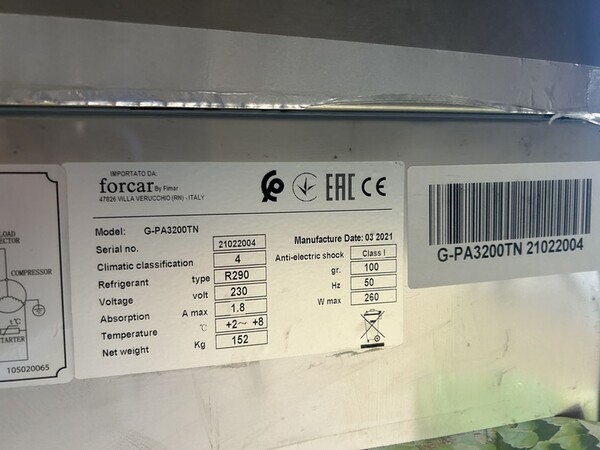 LOAD
COMPRESSOR
STARTER
105020065
IMPORTATO DA:
forcar By Fimar
47826 VILLA VERUCCHIO (RN) - ITALY
EAC CE
Model: G-PA3200TN
Serial no. 21022004 Manufacture Date: 03 2021
Climatic classification 4 Anti-electric shock Class I
Refrigerant type R290 gr. 100
Voltage volt 230 Hz 50
Absorption A max 1.8 W max 260
Temperature ℃ +2～ +8
Net weight Kg 152
G-PA3200TN 21022004